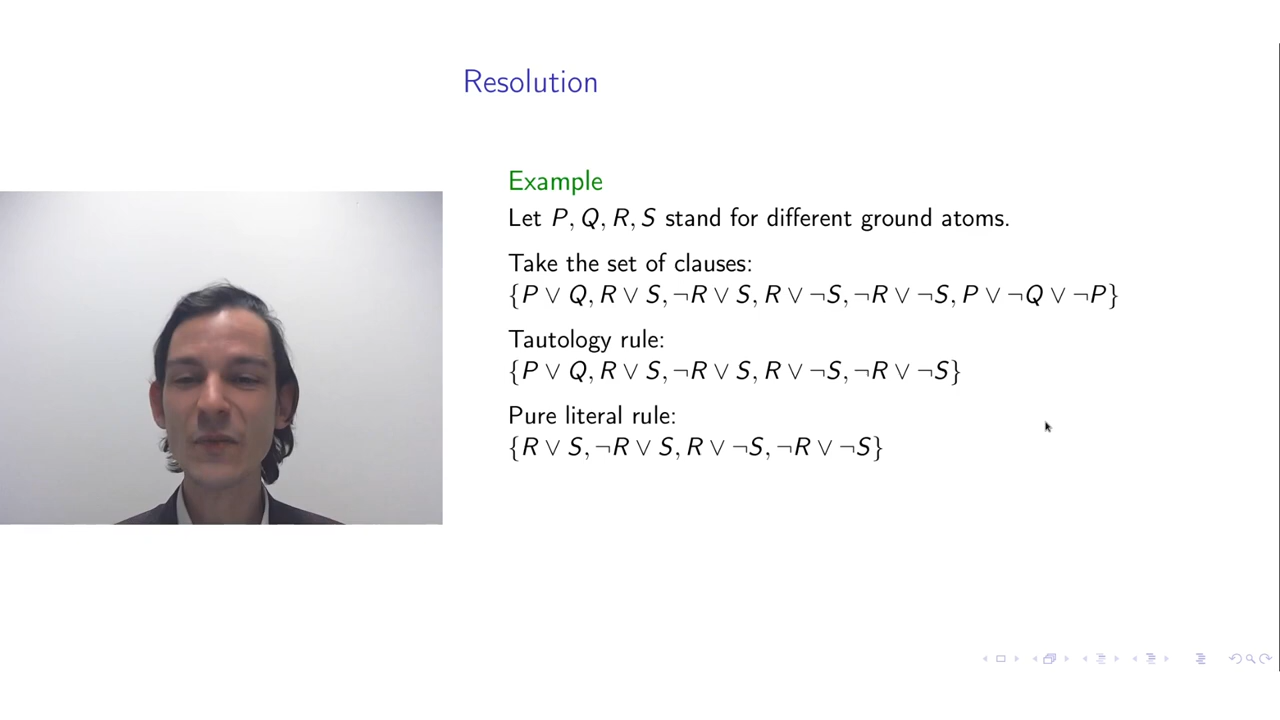 Resolution
Example
Let P, Q, R, S stand for different ground atoms.
Take the set of clauses:
{P ∨ Q, R ∨ S, ¬R ∨ S, R ∨ ¬S, ¬R ∨ ¬S, P ∨ ¬Q ∨ ¬P}
Tautology rule:
{P ∨ Q, R ∨ S, ¬R ∨ S, R ∨ ¬S, ¬R ∨ ¬S}
Pure literal rule:
{R ∨ S, ¬R ∨ S, R ∨ ¬S, ¬R ∨ ¬S}